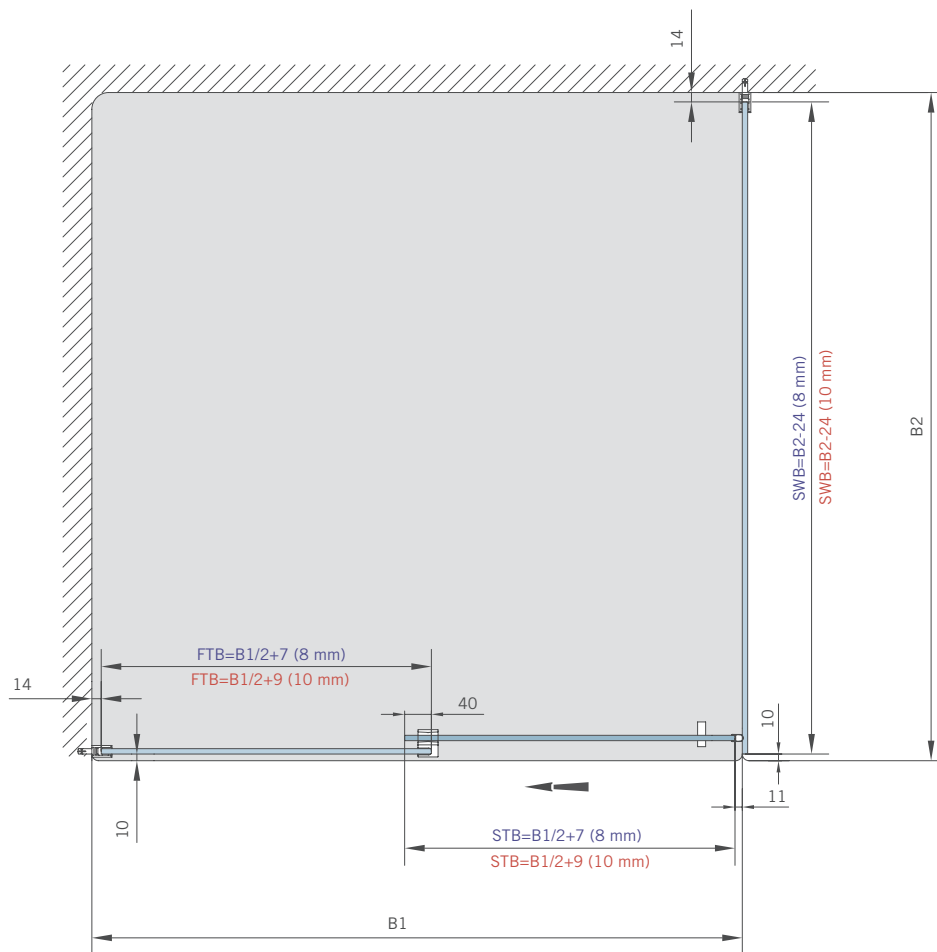 14
SWB=B2-24 (8 mm)
SWB=B2-24 (10 mm)
B2
FTB=B1/2+7 (8 mm)
FTB=B1/2+9 (10 mm)
14
40
10
10
11
STB=B1/2+7 (8 mm)
STB=B1/2+9 (10 mm)
B1